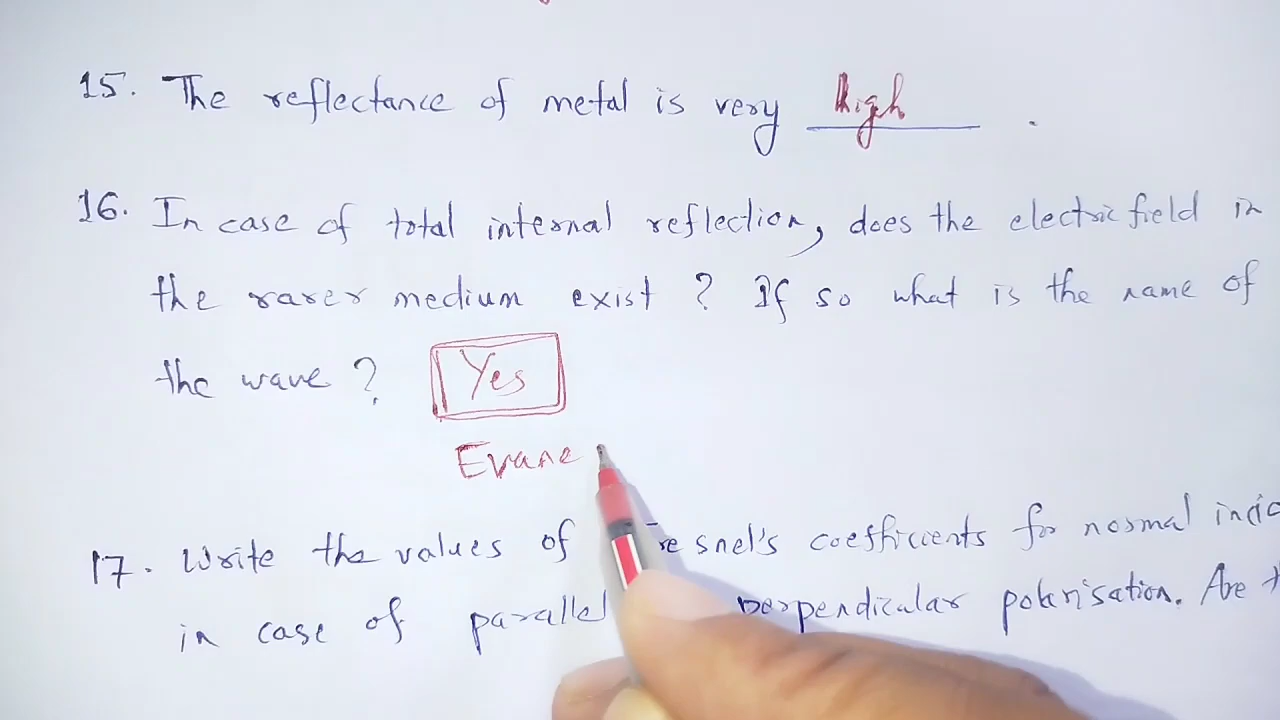 15. The reflectance of metal is very high .
16. In case of total internal reflection, does the electric field in
the rarer medium exist ? If so what is the name of
the wave ? Yes
Evane
17. Write the values of snel's coefficients for normal
in case of parallel perpendicular polarisation. Are